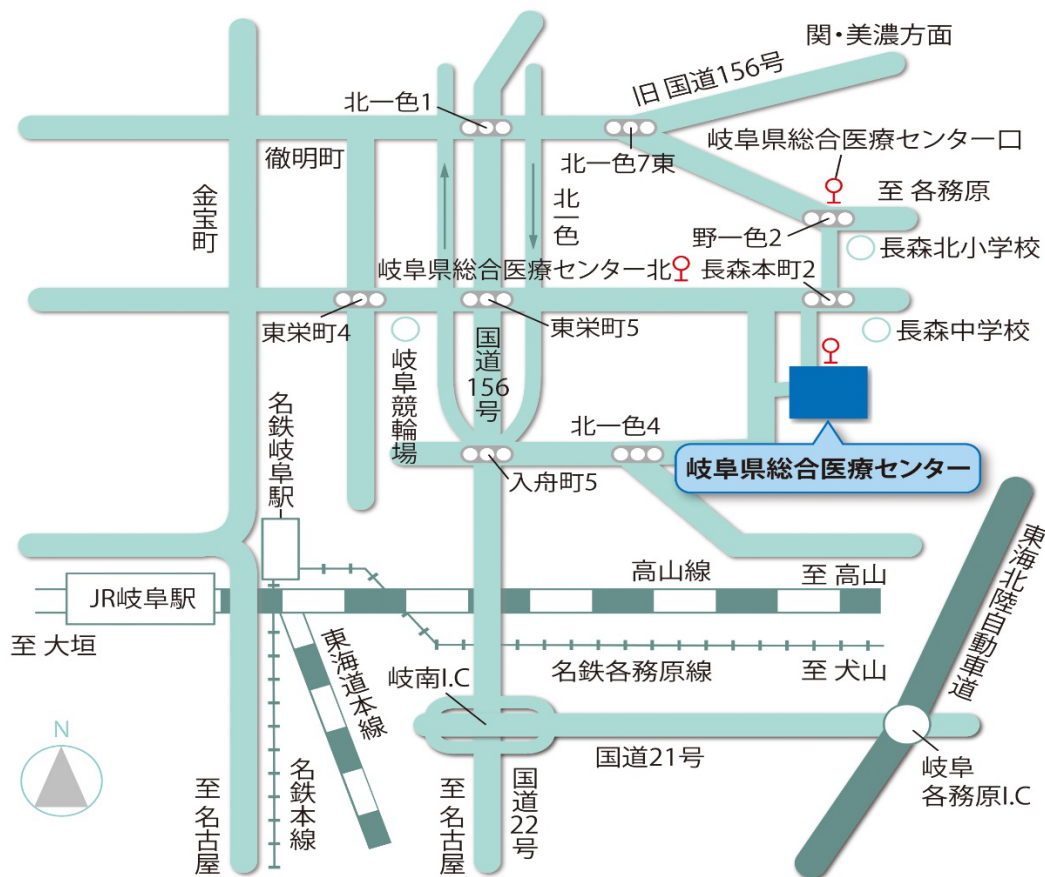 関・美濃方面
旧 国道156号
北一色1
岐阜県総合医療センター口
徹明町
北一色7東
至 各務原
金宝町
北一色
野一色2
長森北小学校
岐阜県総合医療センター北
長森本町2
東栄町4
東栄町5
長森中学校
国道
156号
岐阜競輪場
名鉄岐阜駅
北一色4
岐阜県総合医療センター
入舟町5
東海北陸自動車道
高山線
至 高山
JR岐阜駅
至 大垣
東海道本線
名鉄各務原線
至 犬山
岐南I.C
N
国道21号
岐阜
各務原I.C
至 名古屋
名鉄本線
至 名古屋
国道22号